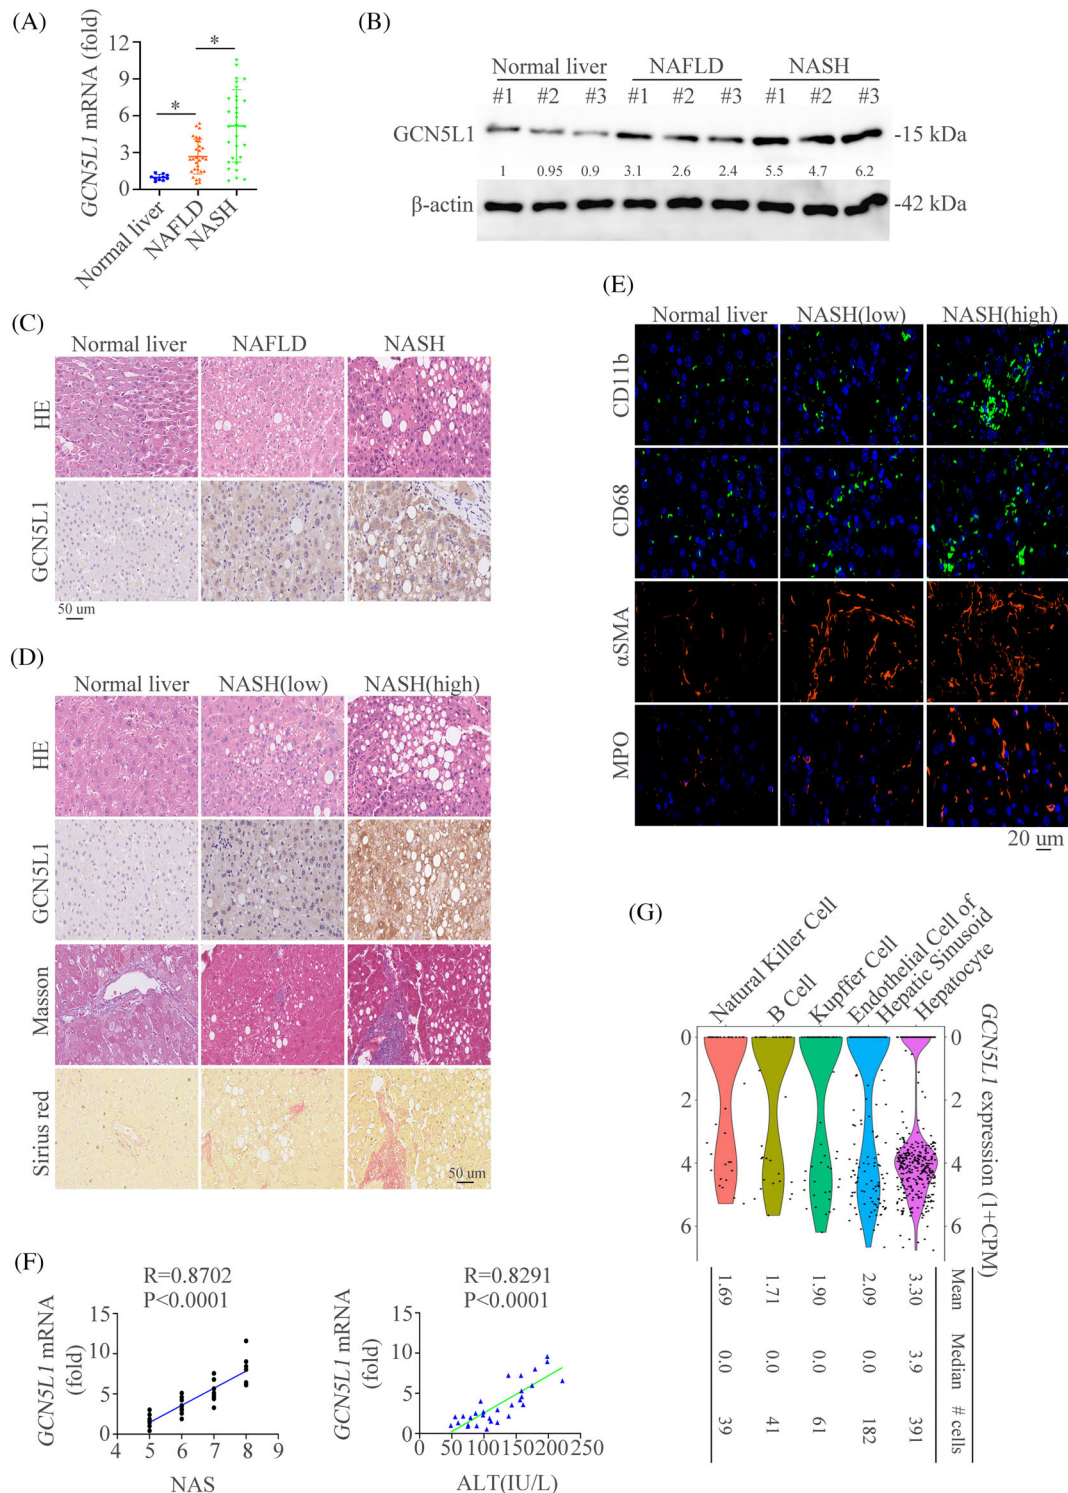 (A)
GCN5L1 mRNA (fold)
12
9
6
3
0
*
*
Normal liver
NAFLD
NASH
(B)
Normal liver NAFLD NASH
#1 #2 #3 #1 #2 #3 #1 #2 #3
GCN5L1 -15 kDa
1 0.95 0.9 3.1 2.6 2.4 5.5 4.7 6.2
β-actin -42 kDa
(C)
Normal liver NAFLD NASH
HE
GCN5L1
50 um
(D)
Normal liver NASH(low) NASH(high)
HE
GCN5L1
Masson
Sirius red
50 um
(E)
Normal liver NASH(low) NASH(high)
CD11b
CD68
αSMA
MPO
20 um
(F)
R=0.8702
P<0.0001
GCN5L1 mRNA
(fold)
15
10
5
0
4 5 6 7 8 9
NAS
R=0.8291
P<0.0001
GCN5L1 mRNA
(fold)
15
10
5
0
0 50 100 150 200 250
ALT(IU/L)
(G)
Natural Killer Cell
B Cell
Kupffer Cell
Endothelial Cell of
Hepatic Sinusoid
Hepatocyte
0 0
2 2
4 4
6 6
GCN5L1 expression (1+CPM)
1.69 1.71 1.90 2.09 3.30 Mean
0.0 0.0 0.0 0.0 3.9 Median
39 41 61 182 391 # cells